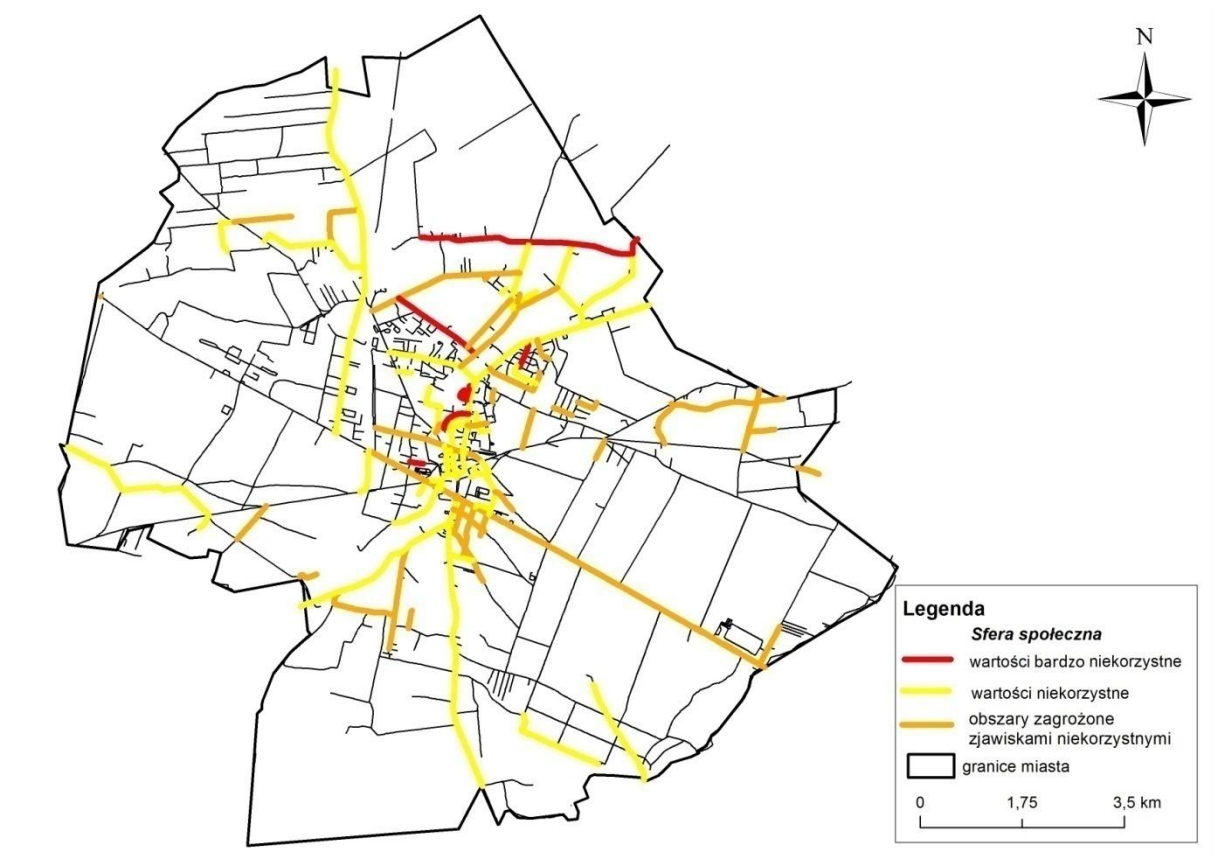 N
Legenda
Sfera społeczna
wartości bardzo niekorzystne
wartości niekorzystne
obszary zagrożone
zjawiskami niekorzystnymi
granice miasta
0 1,75 3,5 km